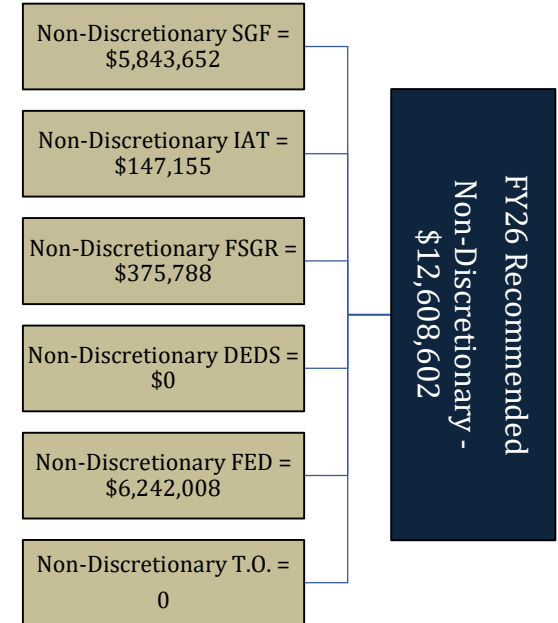 Non-Discretionary SGF =
$5,843,652
Non-Discretionary IAT =
$147,155
Non-Discretionary FSGR =
$375,788
Non-Discretionary DEDS =
$0
Non-Discretionary FED =
$6,242,008
Non-Discretionary T.O. =
0
FY26 Recommended
Non-Discretionary -
$12,608,602